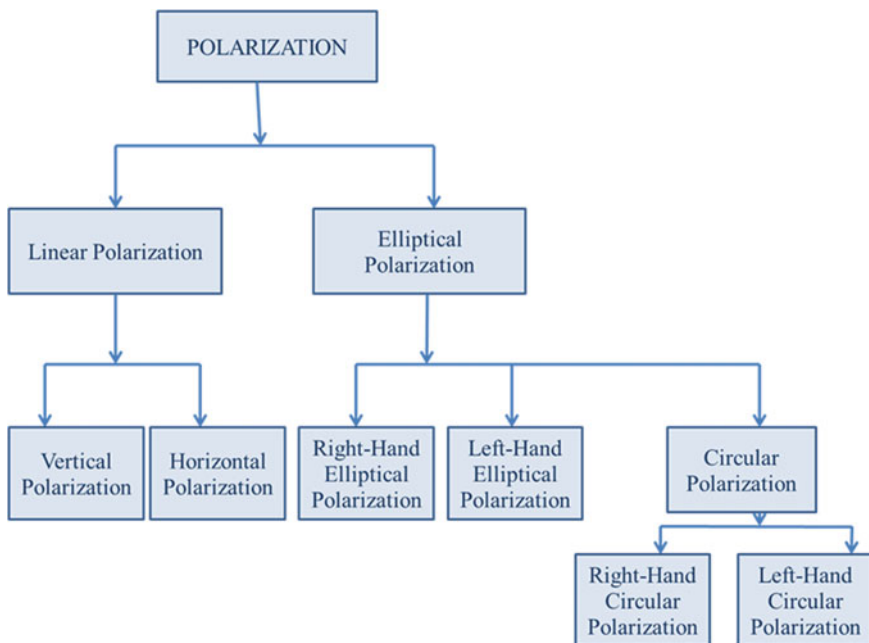 POLARIZATION
Linear Polarization
Elliptical
Polarization
Vertical
Polarization
Horizontal
Polarization
Right-Hand
Elliptical
Polarization
Left-Hand
Elliptical
Polarization
Circular
Polarization
Right-Hand
Circular
Polarization
Left-Hand
Circular
Polarization